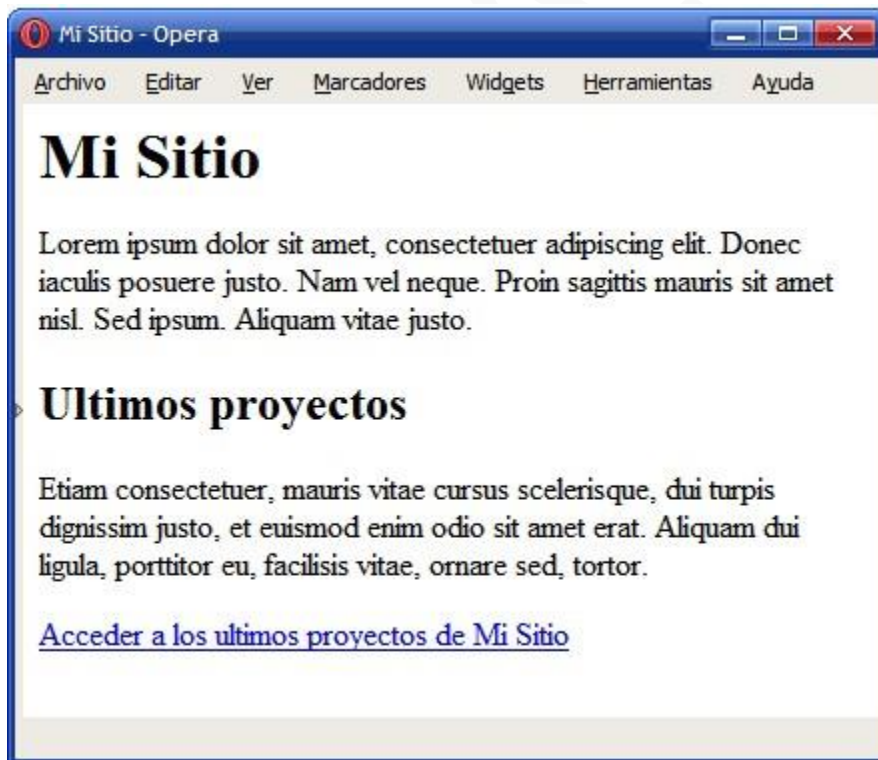 Mi Sitio - Opera
Archivo Editar Ver Marcadores Widgets Herramientas Ayuda
Mi Sitio
Lorem ipsum dolor sit amet, consectetuer adipiscing elit. Donec
iaculis posuere justo. Nam vel neque. Proin sagittis mauris sit amet
nisl. Sed ipsum. Aliquam vitae justo.
Ultimos proyectos
Etiam consectetuer, mauris vitae cursus scelerisque, dui turpis
dignissim justo, et euismod enim odio sit amet erat. Aliquam dui
ligula, porttitor eu, facilisis vitae, ornare sed, tortor.
Acceder a los ultimos proyectos de Mi Sitio